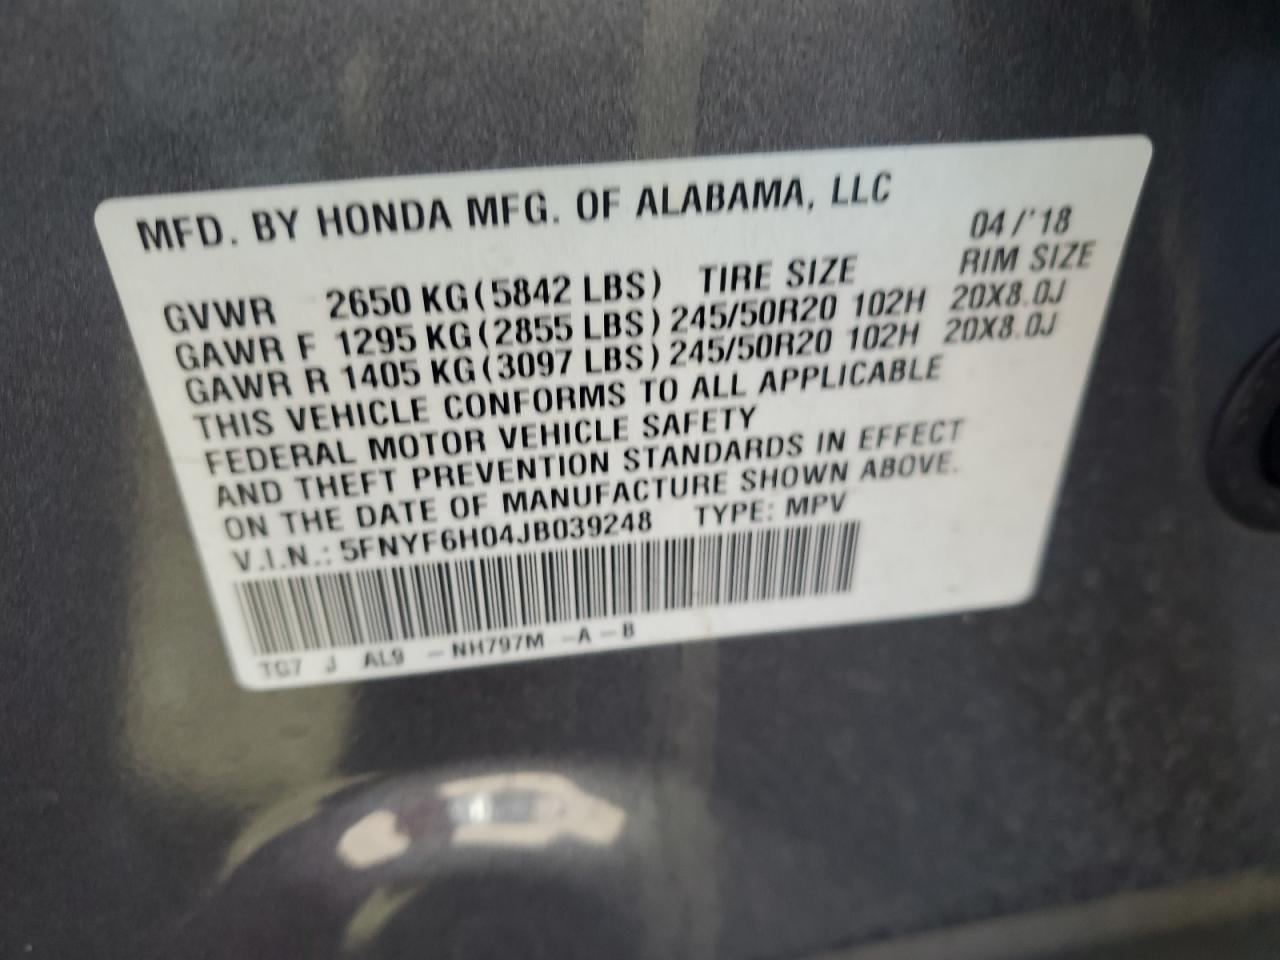 MFD. BY HONDA MFG. OF ALABAMA, LLC
04/'18
GVWR 2650 KG(5842 LBS) TIRE SIZE RIM SIZE
GAWR F 1295 KG(2855 LBS) 245/50R20 102H 20X8.0J
GAWR R 1405 KG(3097 LBS) 245/50R20 102H 20X8.0J
THIS VEHICLE CONFORMS TO ALL APPLICABLE
FEDERAL MOTOR VEHICLE SAFETY
AND THEFT PREVENTION STANDARDS IN EFFECT
ON THE DATE OF MANUFACTURE SHOWN ABOVE.
V.I.N.: 5FNYF6H04JB039248 TYPE: MPV
TG7 J AL9 -NH797M -A-B